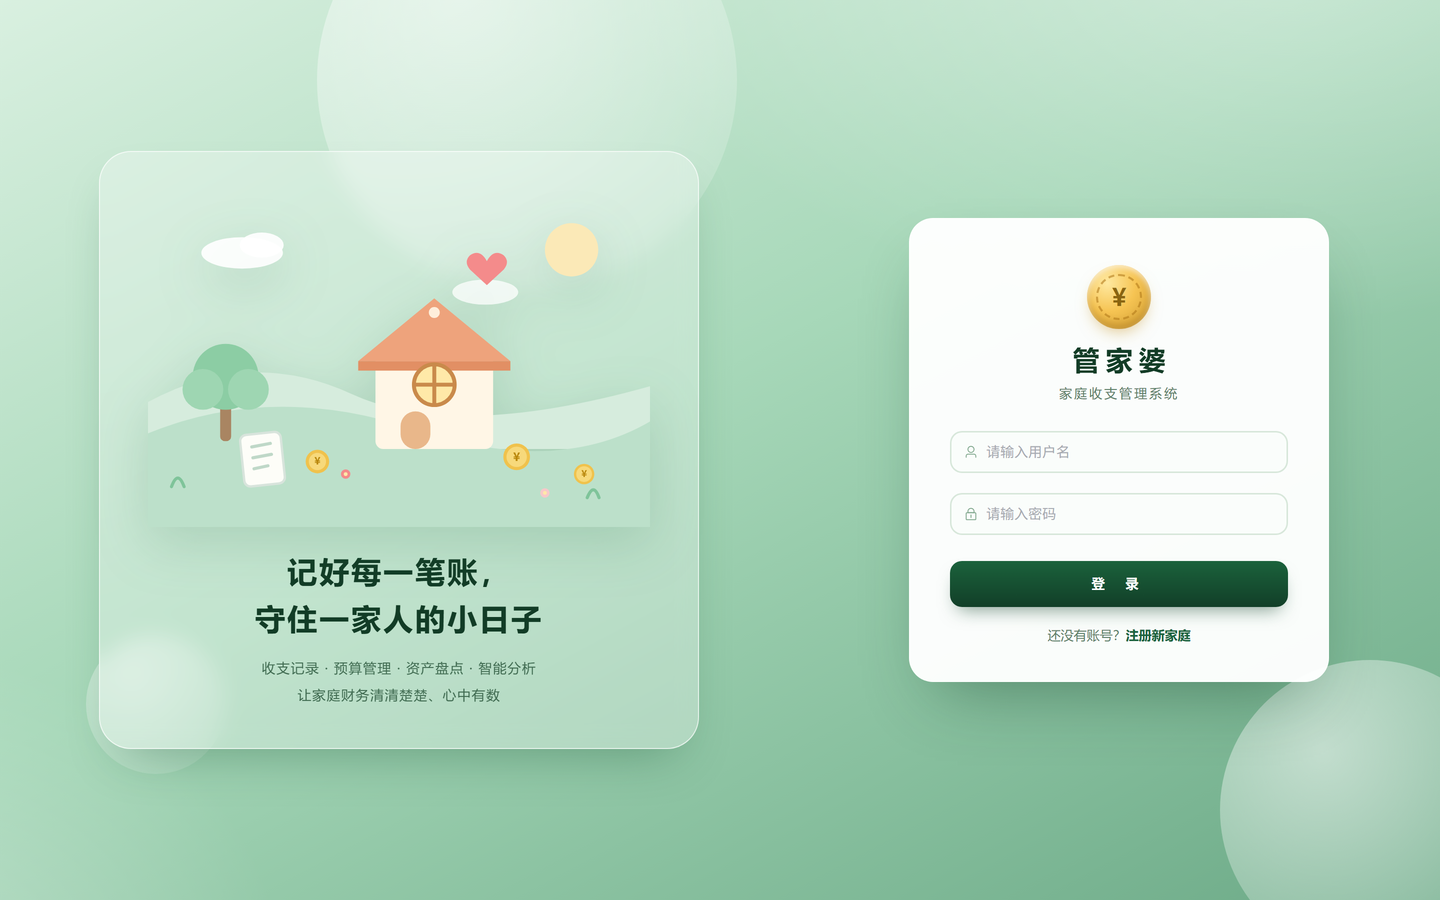 ¥
¥
¥
记好每一笔账，
守住一家人的小日子
收支记录 · 预算管理 · 资产盘点 · 智能分析
让家庭财务清清楚楚、心中有数
¥
管家婆
家庭收支管理系统
请输入用户名
请输入密码
登 录
还没有账号？注册新家庭